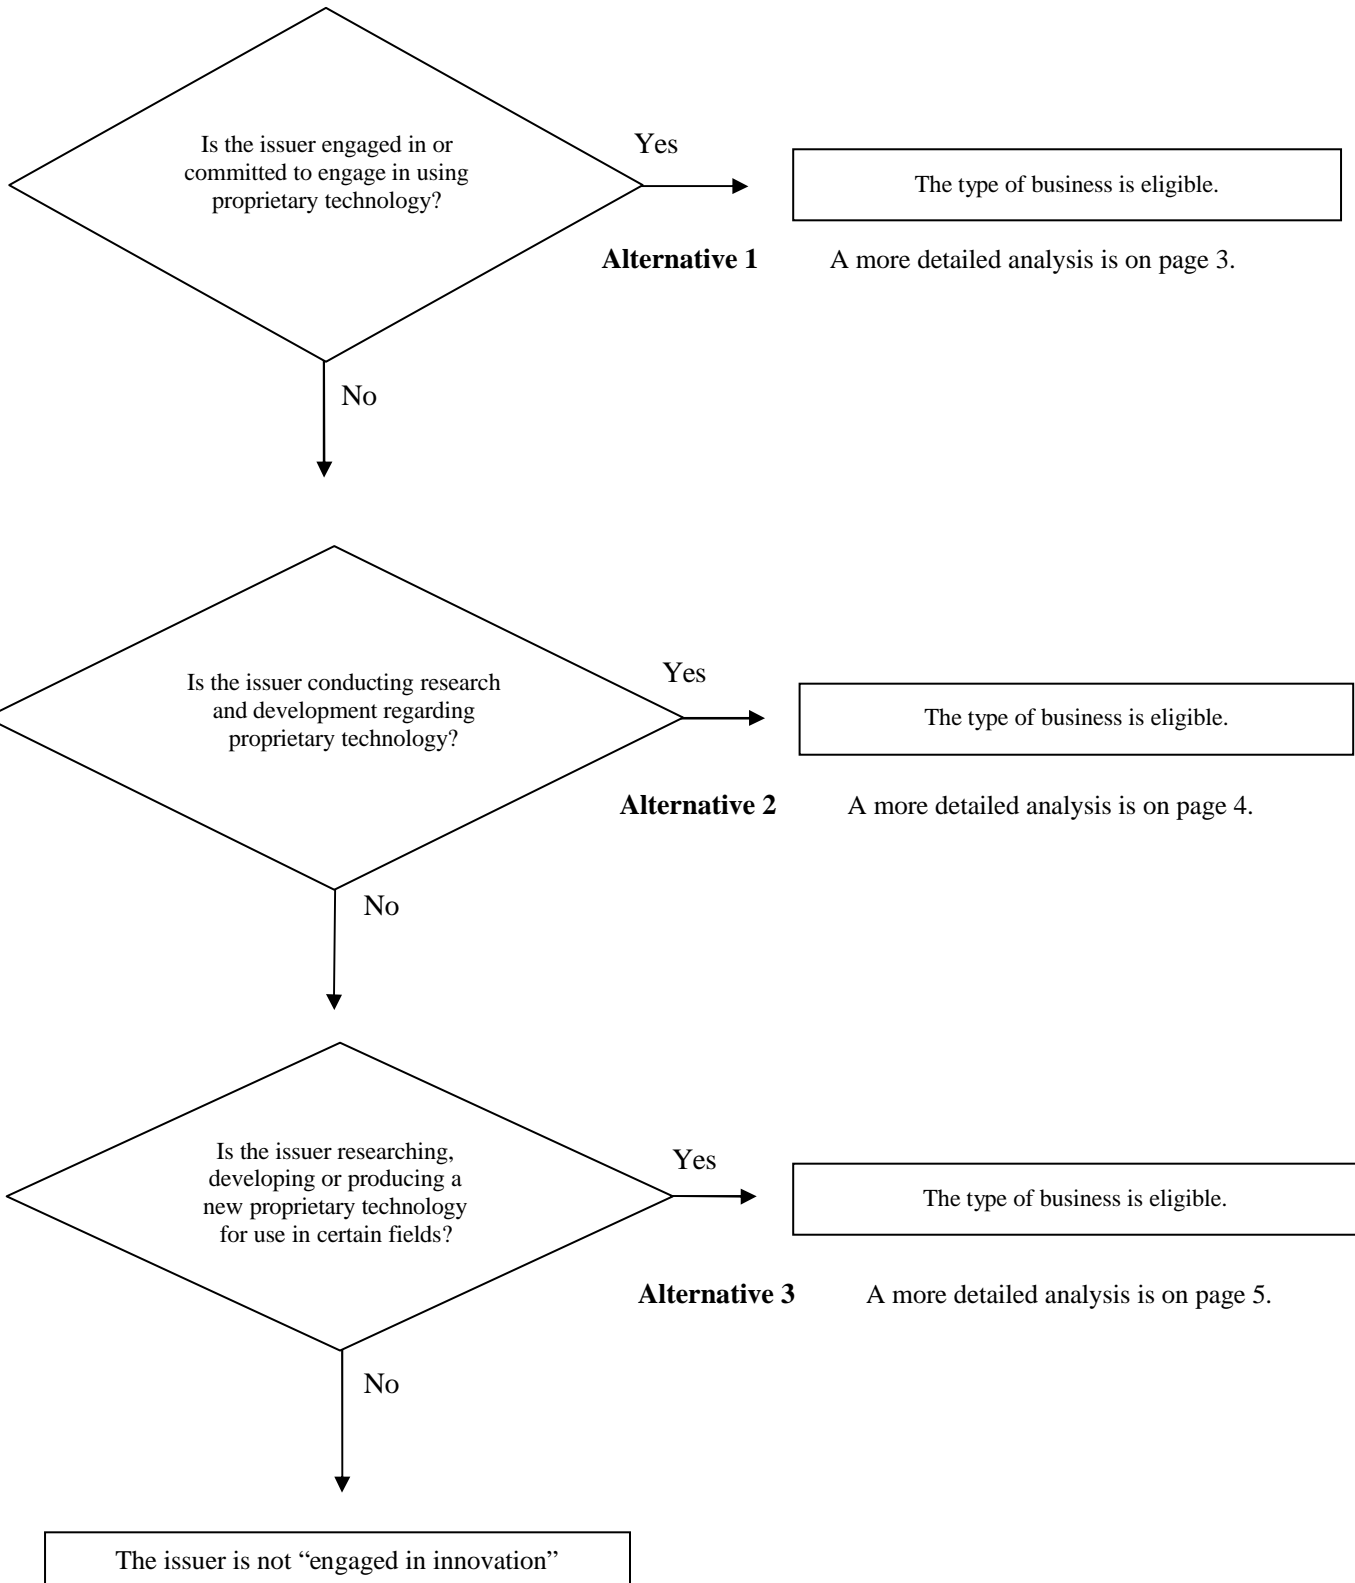 Is the issuer engaged in or
committed to engage in using
proprietary technology?
Yes
The type of business is eligible.
Alternative 1
A more detailed analysis is on page 3.
No
Is the issuer conducting research
and development regarding
proprietary technology?
Yes
The type of business is eligible.
Alternative 2
A more detailed analysis is on page 4.
No
Is the issuer researching,
developing or producing a
new proprietary technology
for use in certain fields?
Yes
The type of business is eligible.
Alternative 3
A more detailed analysis is on page 5.
No
The issuer is not “engaged in innovation”